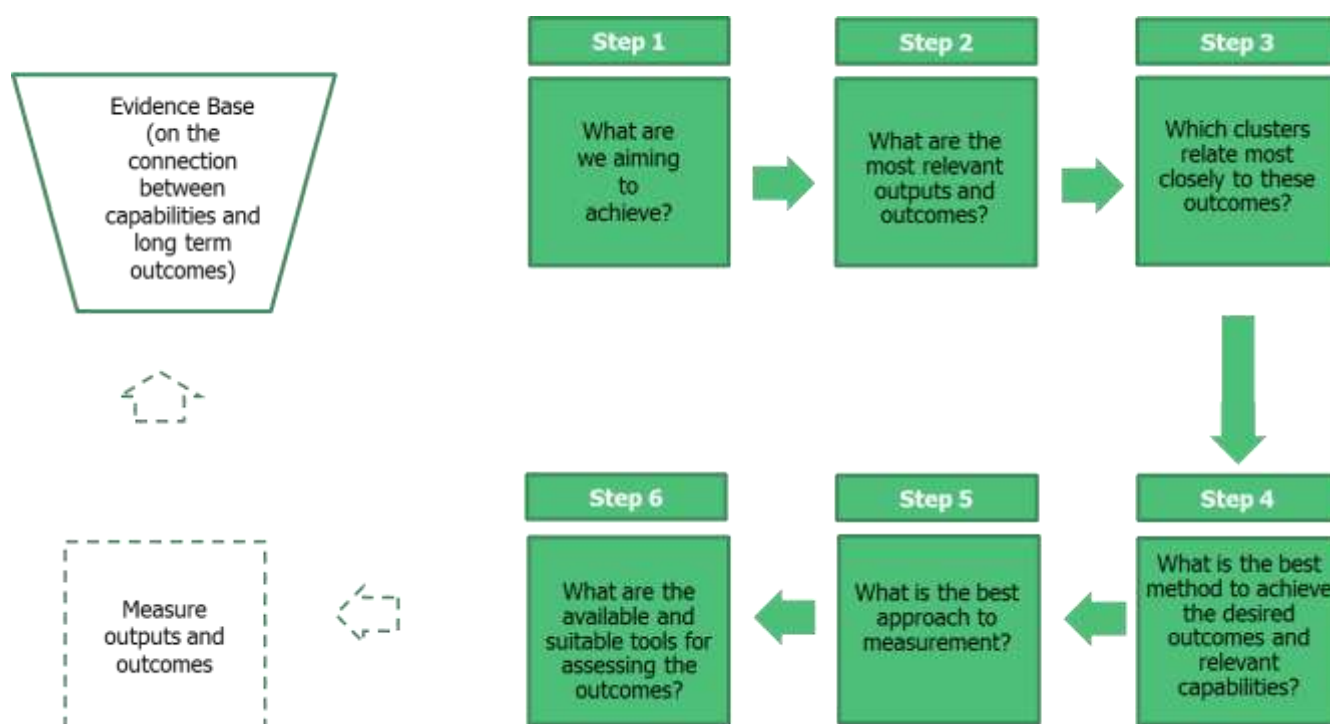 Evidence Base
(on the
connection
between
capabilities and
long term
outcomes)
Step 1
What are
we aiming
to
achieve?
Step 2
What are the
most relevant
outputs and
outcomes?
Step 3
Which clusters
relate most
closely to these
outcomes?
Step 4
What is the best
method to achieve
the desired
outcomes and
relevant
capabilities?
Step 5
What is the best
approach to
measurement?
Step 6
What are the
available and
suitable tools for
assessing the
outcomes?
Measure
outputs and
outcomes